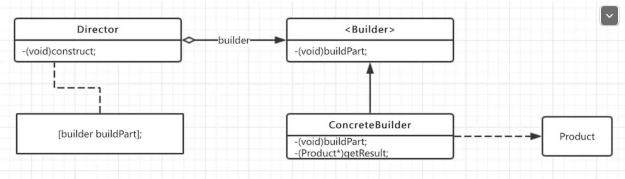 Director
-(void)construct;
builder
<Builder>
-(void)buildPart;
[builder buildPart];
ConcreteBuilder
-(void)buildPart;
-(Product*)getResult;
Product